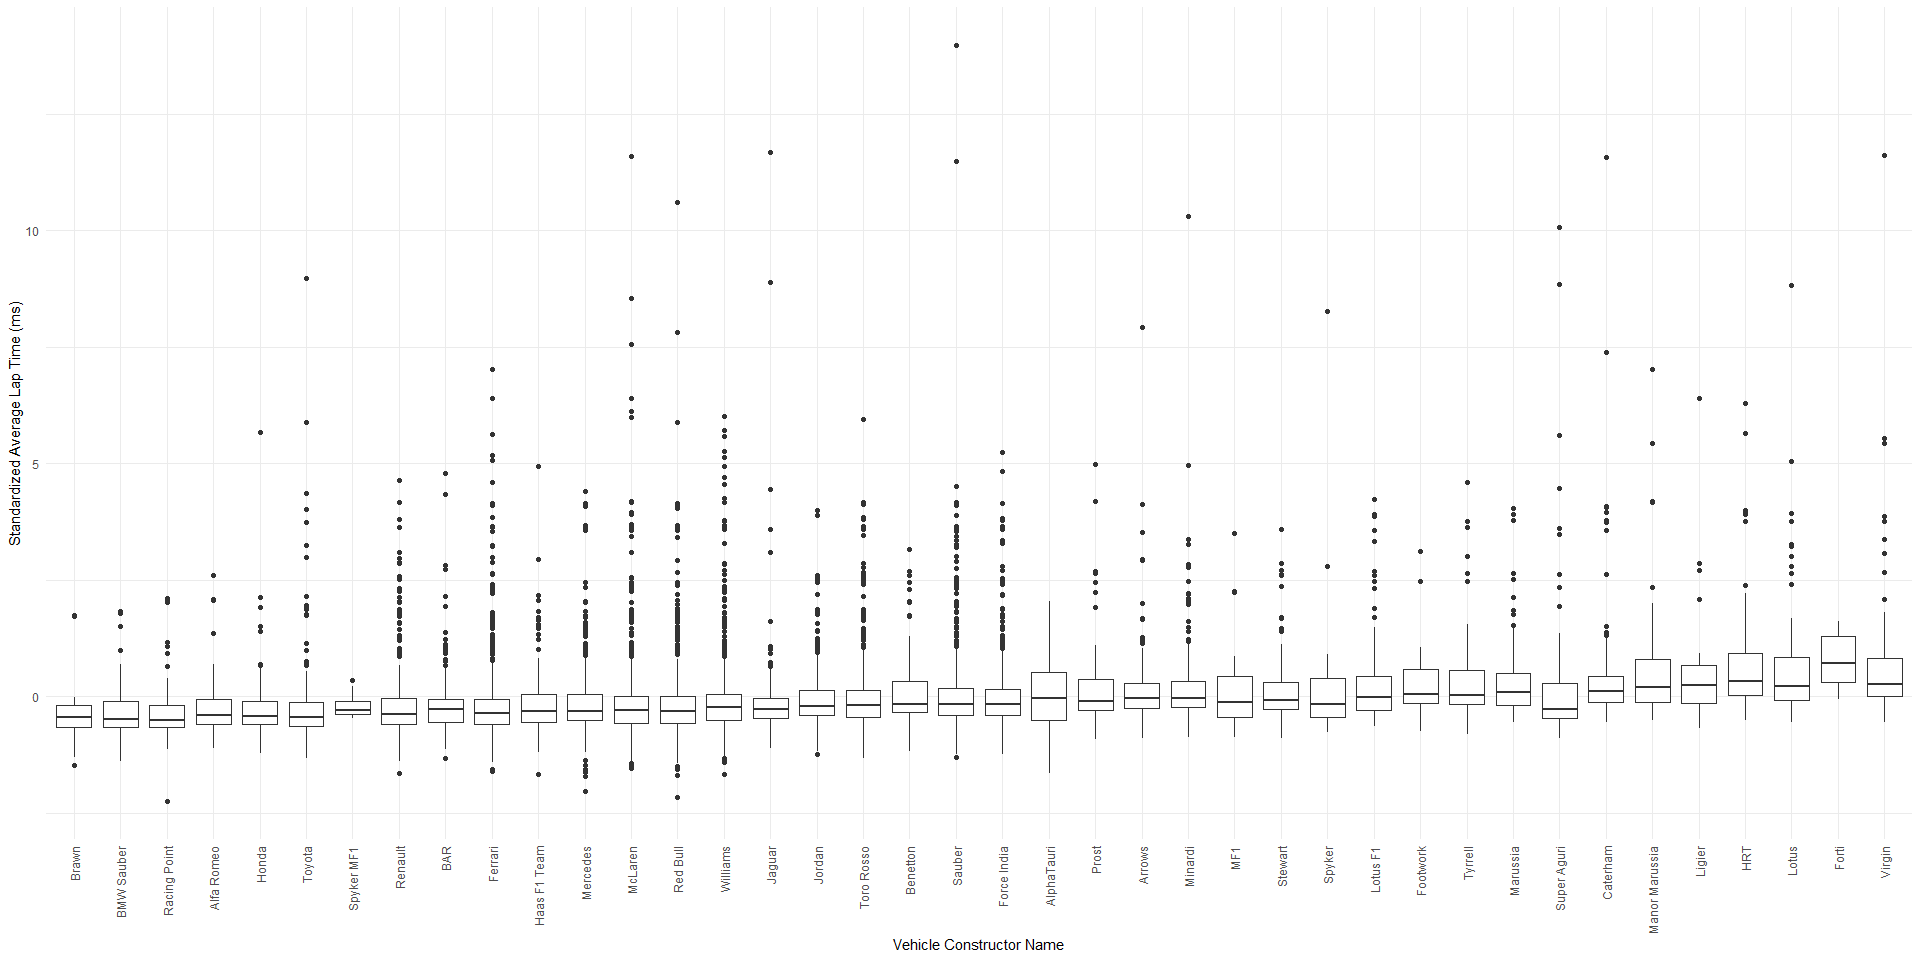 Standardized Average Lap Time (ms)
10
5
0
Brawn
BMW Sauber
Racing Point
Alfa Romeo
Honda
Toyota
Spyker MF1
Renault
BAR
Ferrari
Haas F1 Team
Mercedes
McLaren
Red Bull
Williams
Jaguar
Jordan
Toro Rosso
Benetton
Sauber
Force India
AlphaTauri
Prost
Arrows
Minardi
MF1
Stewart
Spyker
Lotus F1
Footwork
Tyrrell
Marussia
Super Aguri
Caterham
Manor Marussia
Ligier
HRT
Lotus
Forti
Virgin
Vehicle Constructor Name